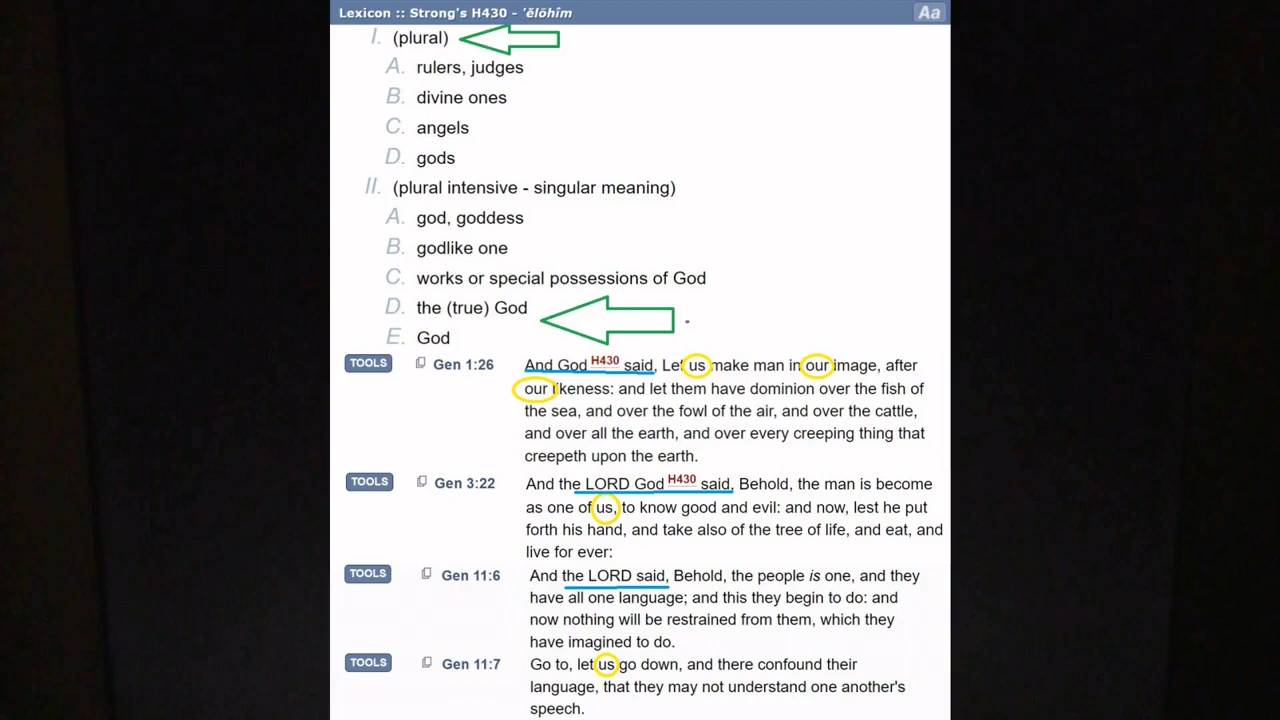 Lexicon :: Strong's H430 - 'ĕlōhîm
Aa
I. (plural)
A. rulers, judges
B. divine ones
C. angels
D. gods
II. (plural intensive - singular meaning)
A. god, goddess
B. godlike one
C. works or special possessions of God
D. the (true) God
E. God
TOOLS Gen 1:26 And God H430 said, Let us make man in our image, after
our likeness: and let them have dominion over the fish of
the sea, and over the fowl of the air, and over the cattle,
and over all the earth, and over every creeping thing that
creepeth upon the earth.
TOOLS Gen 3:22 And the LORD God H430 said, Behold, the man is become
as one of us, to know good and evil: and now, lest he put
forth his hand, and take also of the tree of life, and eat, and
live for ever:
TOOLS Gen 11:6 And the LORD said, Behold, the people is one, and they
have all one language; and this they begin to do: and
now nothing will be restrained from them, which they
have imagined to do.
TOOLS Gen 11:7 Go to, let us go down, and there confound their
language, that they may not understand one another's
speech.